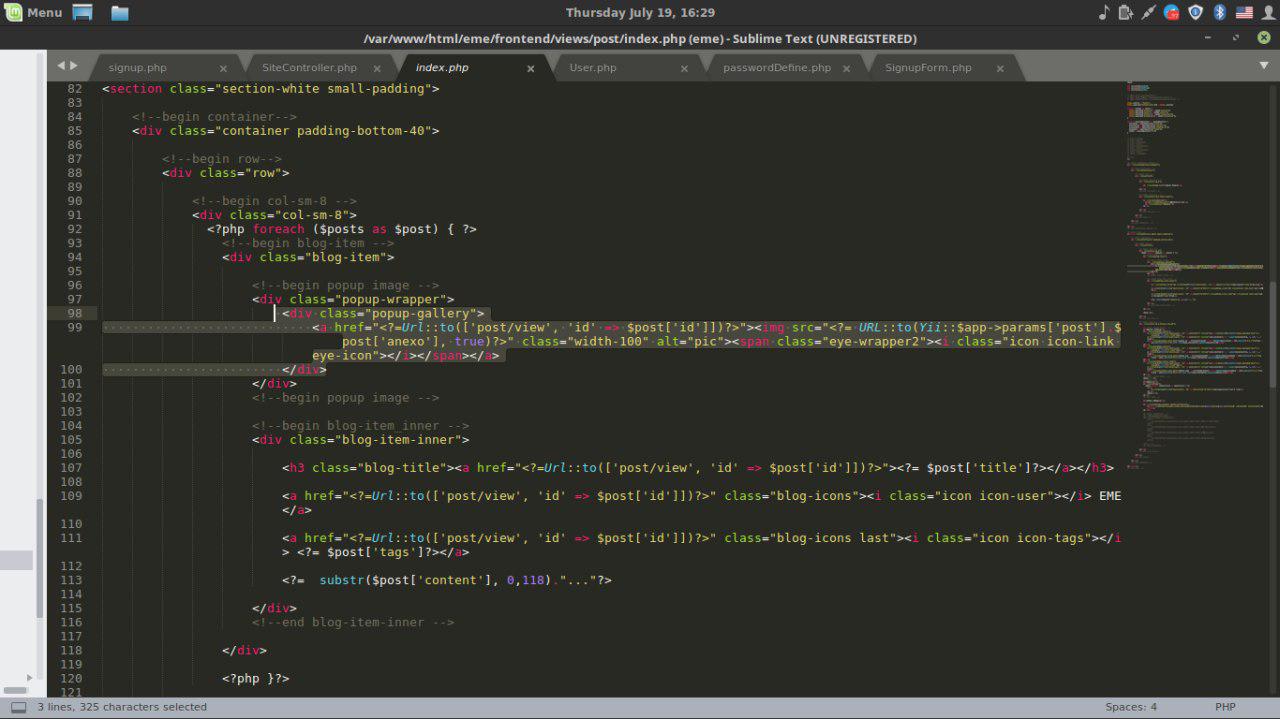 Menu
Thursday July 19, 16:29
/var/www/html/eme/frontend/views/post/index.php (eme) - Sublime Text (UNREGISTERED)
signup.php × SiteController.php × index.php × User.php × passwordDefine.php × SignupForm.php ×
82 <section class="section-white small-padding">
83
84 <!--begin container-->
85 <div class="container padding-bottom-40">
86
87 <!--begin row-->
88 <div class="row">
89
90 <!--begin col-sm-8 -->
91 <div class="col-sm-8">
92 <?php foreach ($posts as $post) { ?>
93 <!--begin blog-item -->
94 <div class="blog-item">
95
96 <!--begin popup image -->
97 <div class="popup-wrapper">
98 <div class="popup-gallery">
99 <a href="<?=Url::to(['post/view', 'id' => $post['id']])?>"><img src="<?= URL::to(Yii::$app->params['post'].$
post['anexo'], true)?>" class="width-100" alt="pic"><span class="eye-wrapper2"><i class="icon icon-link
eye-icon"></i></span></a>
100 </div>
101 </div>
102 <!--begin popup image -->
103
104 <!--begin blog-item_inner -->
105 <div class="blog-item-inner">
106
107 <h3 class="blog-title"><a href="<?=Url::to(['post/view', 'id' => $post['id']])?>"><?= $post['title']?></a></h3>
108
109 <a href="<?=Url::to(['post/view', 'id' => $post['id']])?>" class="blog-icons"><i class="icon icon-user"></i> EME
</a>
110
111 <a href="<?=Url::to(['post/view', 'id' => $post['id']])?>" class="blog-icons last"><i class="icon icon-tags"></i
> <?= $post['tags']?></a>
112
113 <?=  substr($post['content'], 0,118)."..."?>
114
115 </div>
116 <!--end blog-item-inner -->
117
118 </div>
119
120 <?php }?>
121
3 lines, 325 characters selected
Spaces: 4
PHP